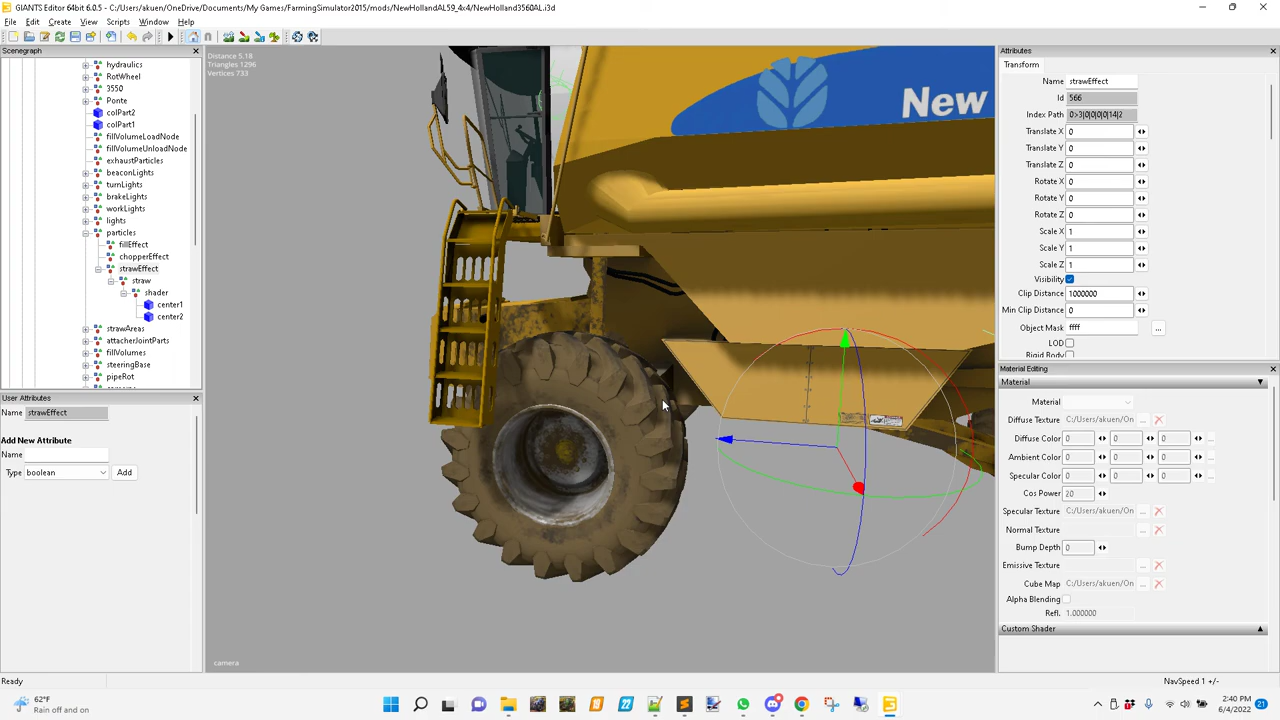 GIANTS Editor 64bit 6.0.5 - C:/Users/akuen/OneDrive/Documents/My Games/FarmingSimulator2015/mods/NewHollandAL59_4x4/NewHolland3560AL.i3d
File Edit Create View Scripts Window Help
Scenegraph
hydraulics
RotWheel
3550
Ponte
colPart2
colPart1
fillVolumeLoadNode
fillVolumeUnloadNode
exhaustParticles
beaconLights
turnLights
brakeLights
workLights
lights
particles
fillEffect
chopperEffect
strawEffect
straw
shader
center1
center2
strawAreas
attacherJointParts
fillVolumes
steeringBase
pipeRot
User Attributes
Name strawEffect
Add New Attribute
Name
Type boolean Add
Ready
Distance 5.18
Triangles 1296
Vertices 733
New
camera
Attributes
Transform
Name strawEffect
Id 566
Index Path 0>3|0|0|0|0|14|2
Translate X 0
Translate Y 0
Translate Z 0
Rotate X 0
Rotate Y 0
Rotate Z 0
Scale X 1
Scale Y 1
Scale Z 1
Visibility
Clip Distance 1000000
Min Clip Distance 0
Object Mask ffff ...
LOD
Rigid Body
Material Editing
Material
Material
Diffuse Texture C:/Users/akuen/On ...
Diffuse Color 0 0 0 ...
Ambient Color 0 0 0 ...
Specular Color 0 0 0 ...
Cos Power 20
Specular Texture C:/Users/akuen/On ...
Normal Texture ...
Bump Depth 0
Emissive Texture ...
Cube Map C:/Users/akuen/On ...
Alpha Blending
Refl. 1.000000
Custom Shader
NavSpeed 1 +/-
62°F
Rain off and on
2:40 PM
6/4/2022
21